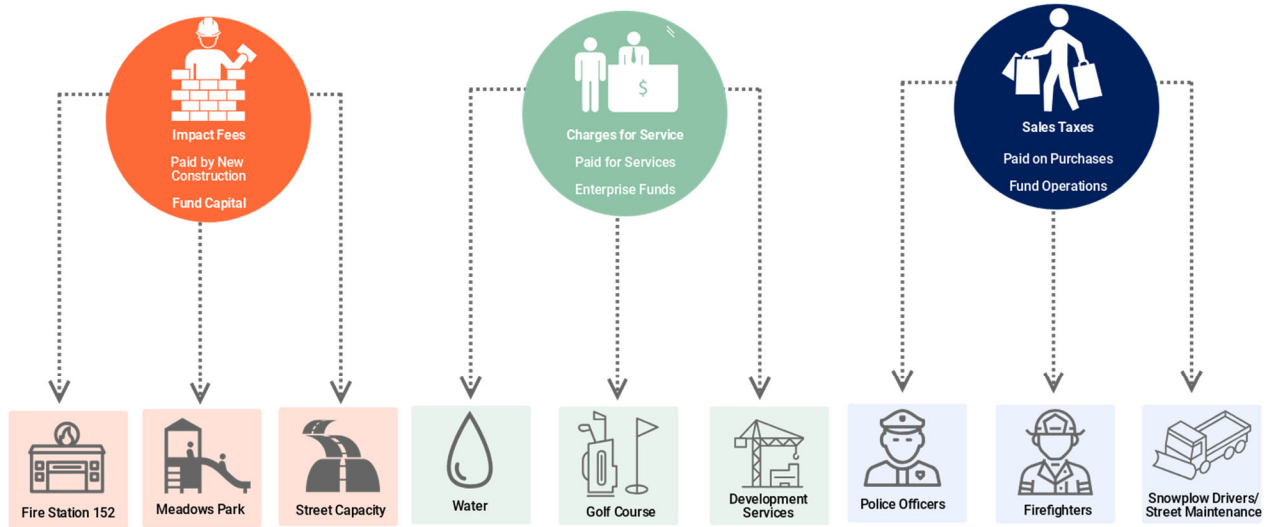 Impact Fees
Paid by New
Construction
Fund Capital
$
Charges for Service
Paid for Services
Enterprise Funds
Sales Taxes
Paid on Purchases
Fund Operations
Fire Station 152
Meadows Park
Street Capacity
Water
Golf Course
Development
Services
Police Officers
Firefighters
Snowplow Drivers/
Street Maintenance